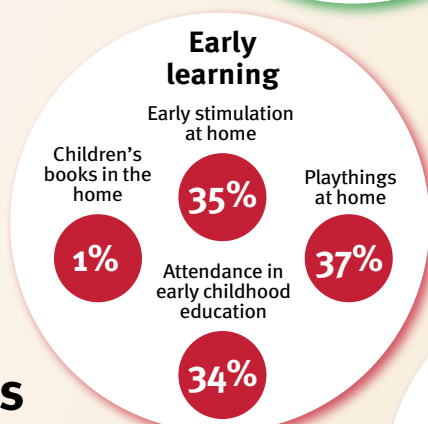 Early
learning
Early stimulation
at home
35%
Children's
books in the
home
1%
Playthings
at home
37%
Attendance in
early childhood
education
34%
s